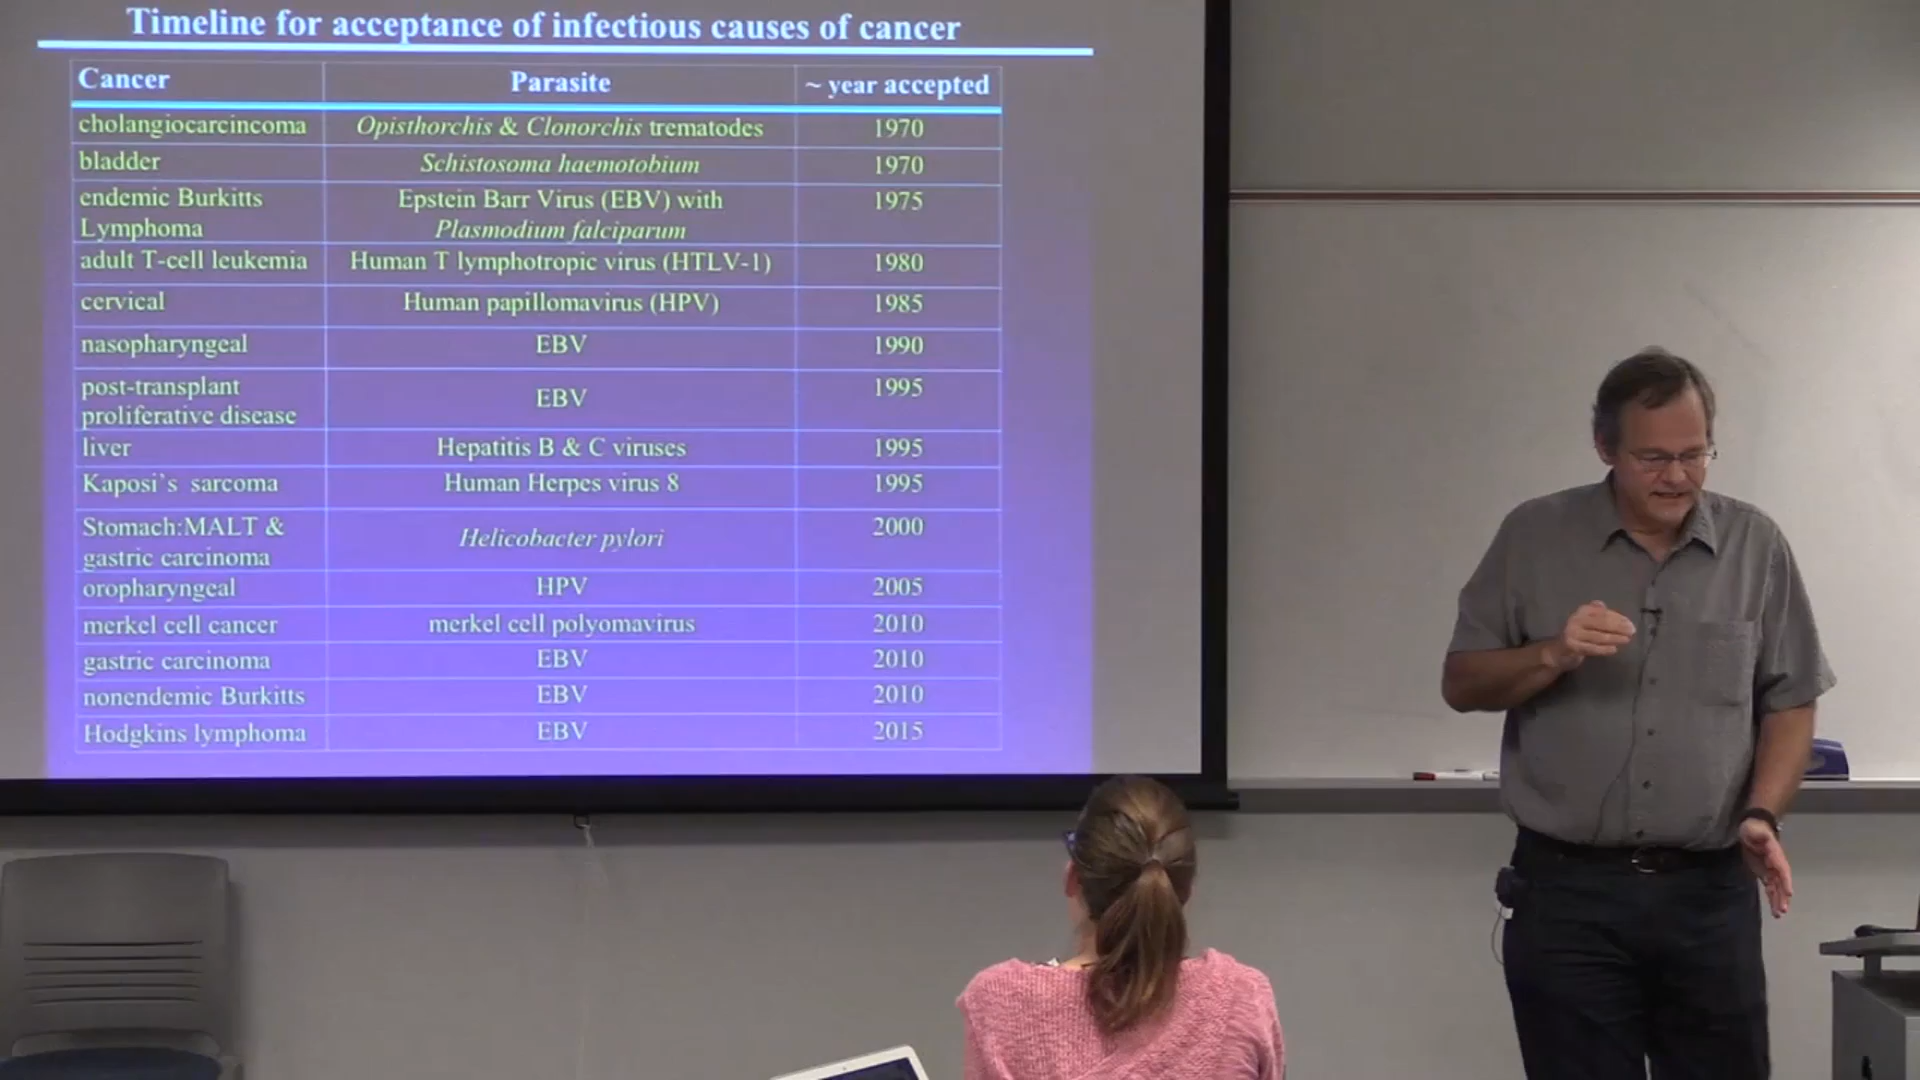 Timeline for acceptance of infectious causes of cancer
Cancer Parasite ~ year accepted
cholangiocarcincoma Opisthorchis & Clonorchis trematodes 1970
bladder Schistosoma haemotobium 1970
endemic Burkitts Epstein Barr Virus (EBV) with 1975
Lymphoma Plasmodium falciparum
adult T-cell leukemia Human T lymphotropic virus (HTLV-1) 1980
cervical Human papillomavirus (HPV) 1985
nasopharyngeal EBV 1990
post-transplant EBV 1995
proliferative disease
liver Hepatitis B & C viruses 1995
Kaposi's sarcoma Human Herpes virus 8 1995
Stomach:MALT & Helicobacter pylori 2000
gastric carcinoma
oropharyngeal HPV 2005
merkel cell cancer merkel cell polyomavirus 2010
gastric carcinoma EBV 2010
nonendemic Burkitts EBV 2010
Hodgkins lymphoma EBV 2015